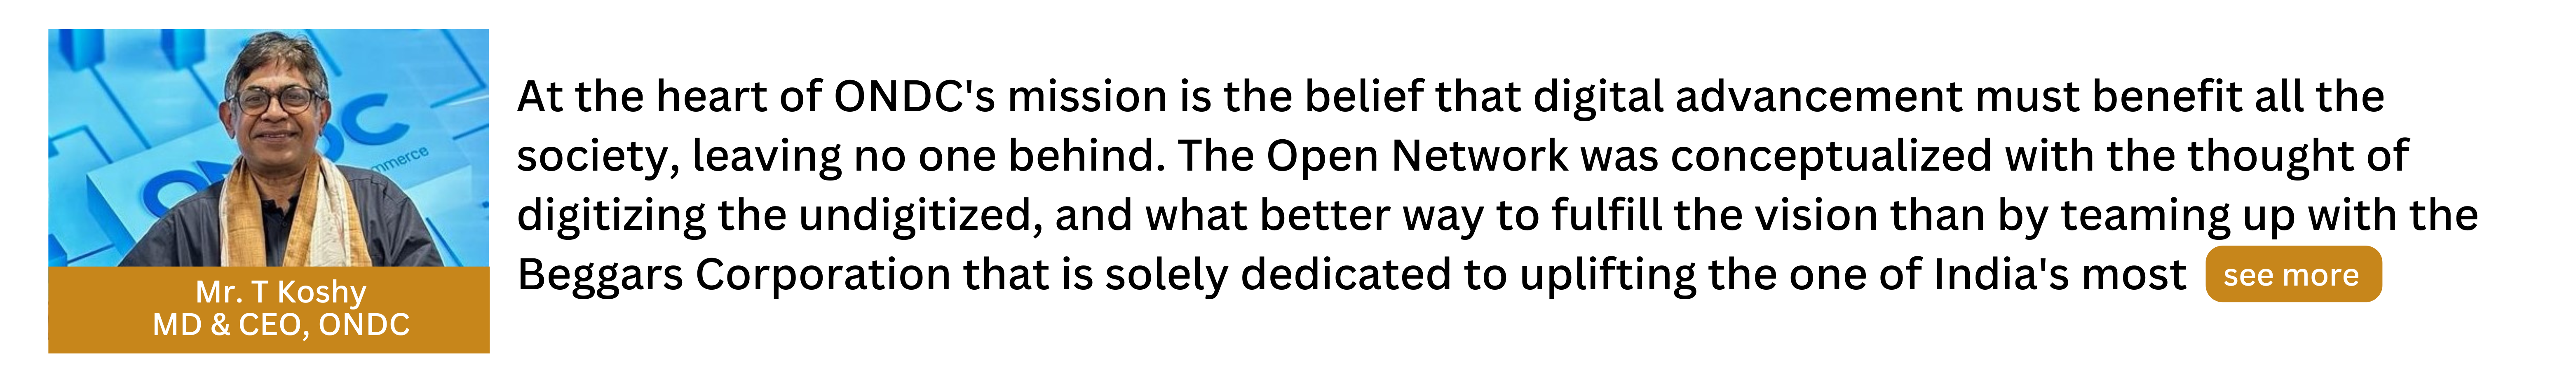 ONDC
mmerce
Mr. T Koshy
MD & CEO, ONDC
At the heart of ONDC's mission is the belief that digital advancement must benefit all the
society, leaving no one behind. The Open Network was conceptualized with the thought of
digitizing the undigitized, and what better way to fulfill the vision than by teaming up with the
Beggars Corporation that is solely dedicated to uplifting the one of India's most see more